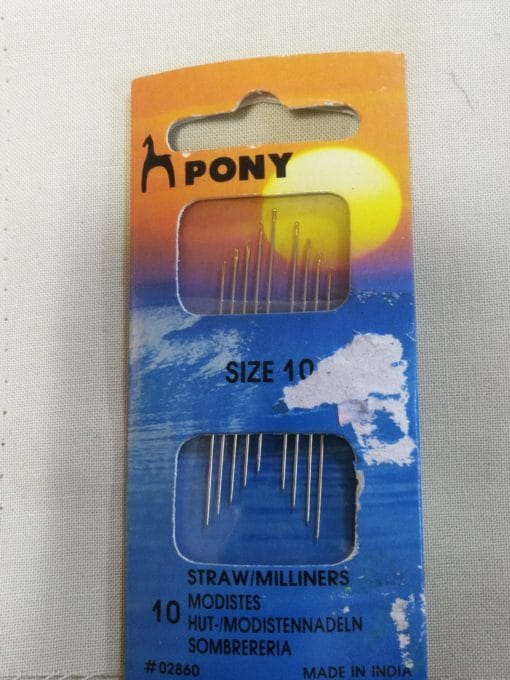 PONY
SIZE 10
STRAW/MILLINERS
10 MODISTES
HUT-/MODISTENNADELN
SOMBRERERIA
#02860 MADE IN INDIA